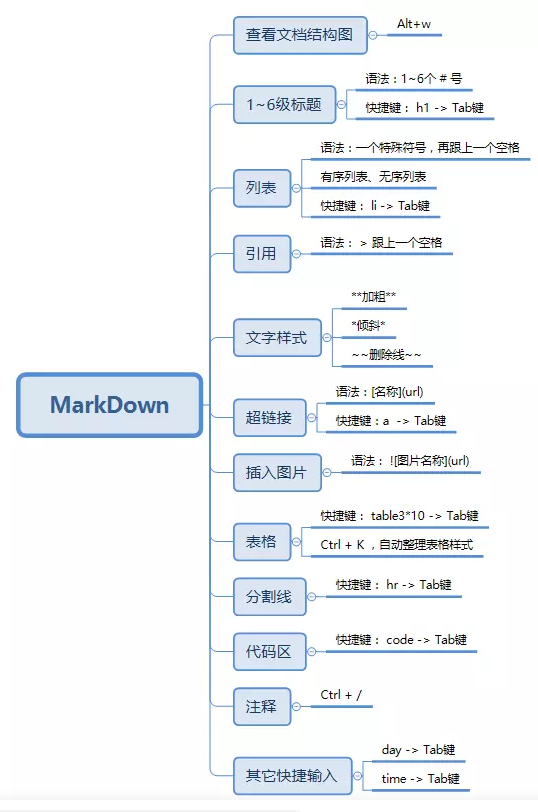 MarkDown
查看文档结构图
Alt+w
1~6级标题
语法：1~6个 # 号
快捷键： h1 -> Tab键
列表
语法：一个特殊符号，再跟上一个空格
有序列表、无序列表
快捷键： li -> Tab键
引用
语法： > 跟上一个空格
文字样式
**加粗**
*倾斜*
~~删除线~~
超链接
语法：[名称](url)
快捷键：a -> Tab键
插入图片
语法： ![图片名称](url)
表格
快捷键： table3*10 -> Tab键
Ctrl + K ，自动整理表格样式
分割线
快捷键： hr -> Tab键
代码区
快捷键： code -> Tab键
注释
Ctrl + /
其它快捷输入
day -> Tab键
time -> Tab键